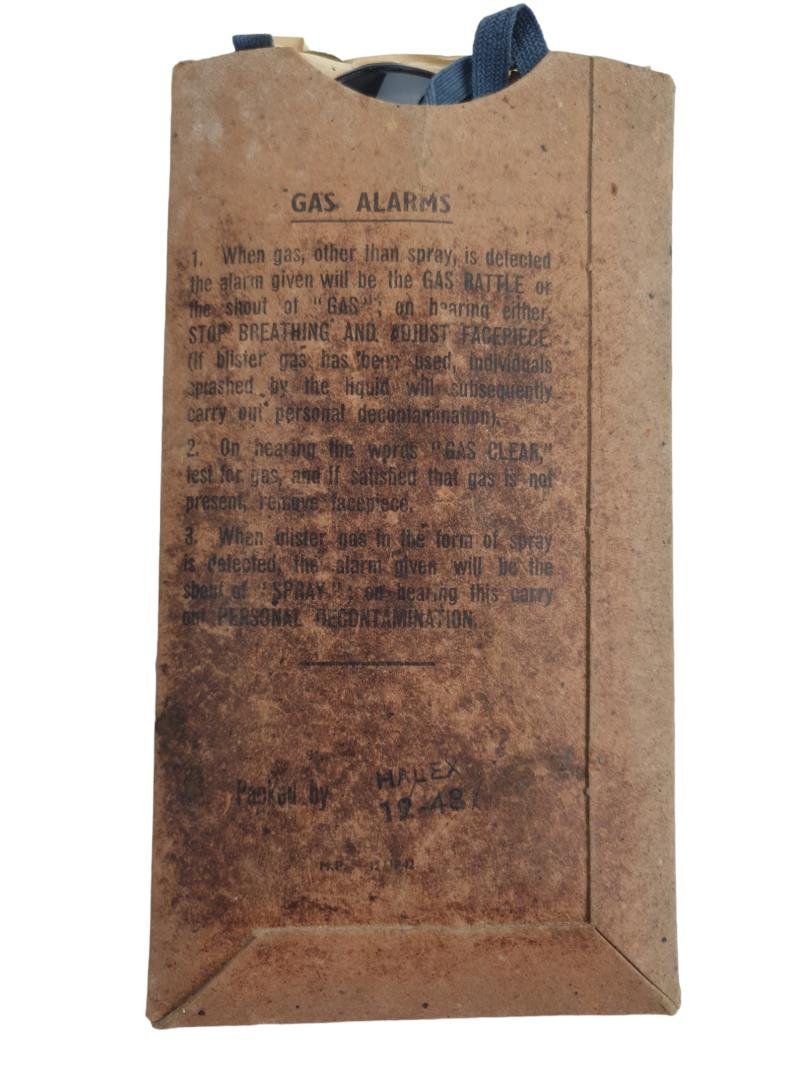 GAS ALARMS
1. When gas, other than spray, is detected
the alarm given will be the GAS RATTLE or
the shout of "GAS"; on hearing either,
STOP BREATHING AND ADJUST FACEPIECE
(If blister gas has been used, individuals
splashed by the liquid will subsequently
carry out personal decontamination).
2. On hearing the words "GAS CLEAR,"
test for gas, and if satisfied that gas is not
present, remove facepiece.
3. When blister gas in the form of spray
is detected, the alarm given will be the
shout of "SPRAY"; on hearing this carry
out PERSONAL DECONTAMINATION.
Packed by HALEX
12-48